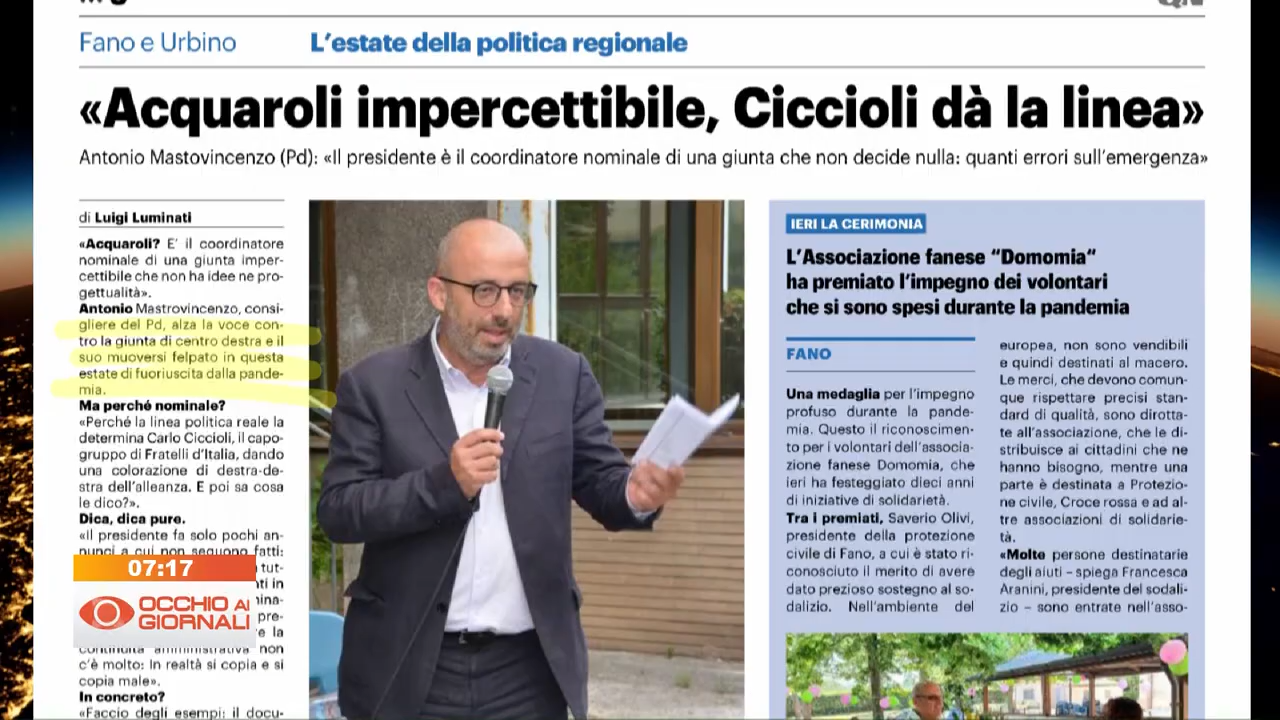 Fano e Urbino
L'estate della politica regionale
«Acquaroli impercettibile, Ciccioli dà la linea»
Antonio Mastovincenzo (Pd): «Il presidente è il coordinatore nominale di una giunta che non decide nulla: quanti errori sull'emergenza»
di Luigi Luminati
«Acquaroli? E' il coordinatore
nominale di una giunta imper-
cettibile che non ha idee ne pro-
gettualità».
Antonio Mastrovincenzo, consi-
gliere del Pd, alza la voce con-
tro la giunta di centro destra e il
suo muoversi felpato in questa
estate di fuoriuscita dalla pande-
mia.
Ma perché nominale?
«Perché la linea politica reale la
determina Carlo Ciccioli, il capo-
gruppo di Fratelli d'Italia, dando
una colorazione di destra-de-
stra dell'alleanza. E poi sa cosa
le dico?».
Dica, dica pure.
«Il presidente fa solo pochi an-
nunci a cui non seguono fatti:
tut-
ti in
ina-
pre-
e la
continuità amministrativa non
c'è molto: In realtà si copia e si
copia male».
In concreto?
«Faccio degli esempi: il docu-
07:17
OCCHIO AI
GIORNALI
IERI LA CERIMONIA
L'Associazione fanese "Domomia"
ha premiato l'impegno dei volontari
che si sono spesi durante la pandemia
FANO
Una medaglia per l'impegno
profuso durante la pande-
mia. Questo il riconoscimen-
to per i volontari dell'associa-
zione fanese Domomia, che
ieri ha festeggiato dieci anni
di iniziative di solidarietà.
Tra i premiati, Saverio Olivi,
presidente della protezione
civile di Fano, a cui è stato ri-
conosciuto il merito di avere
dato prezioso sostegno al so-
dalizio. Nell'ambiente del
europea, non sono vendibili
e quindi destinati al macero.
Le merci, che devono comun-
que rispettare precisi stan-
dard di qualità, sono dirotta-
te all'associazione, che le di-
stribuisce ai cittadini che ne
hanno bisogno, mentre una
parte è destinata a Protezio-
ne civile, Croce rossa e ad al-
tre associazioni di solidarie-
tà.
«Molte persone destinatarie
degli aiuti – spiega Francesca
Aranini, presidente del sodali-
zio – sono entrate nell'asso-